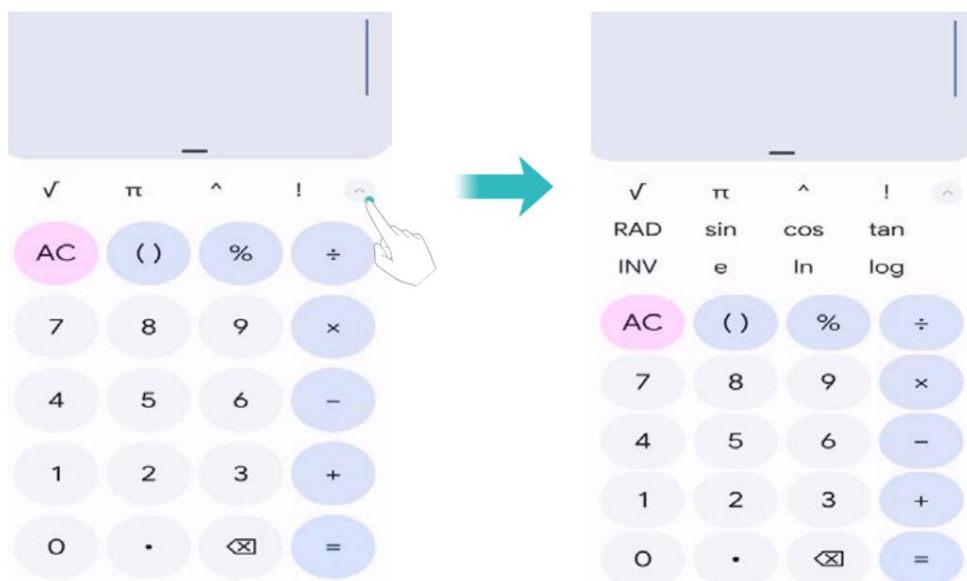 √ π ^ !
AC ( ) % ÷
7 8 9 ×
4 5 6 −
1 2 3 +
0 . =
√ π ^ !
RAD sin cos tan
INV e ln log
AC ( ) % ÷
7 8 9 ×
4 5 6 −
1 2 3 +
0 . =